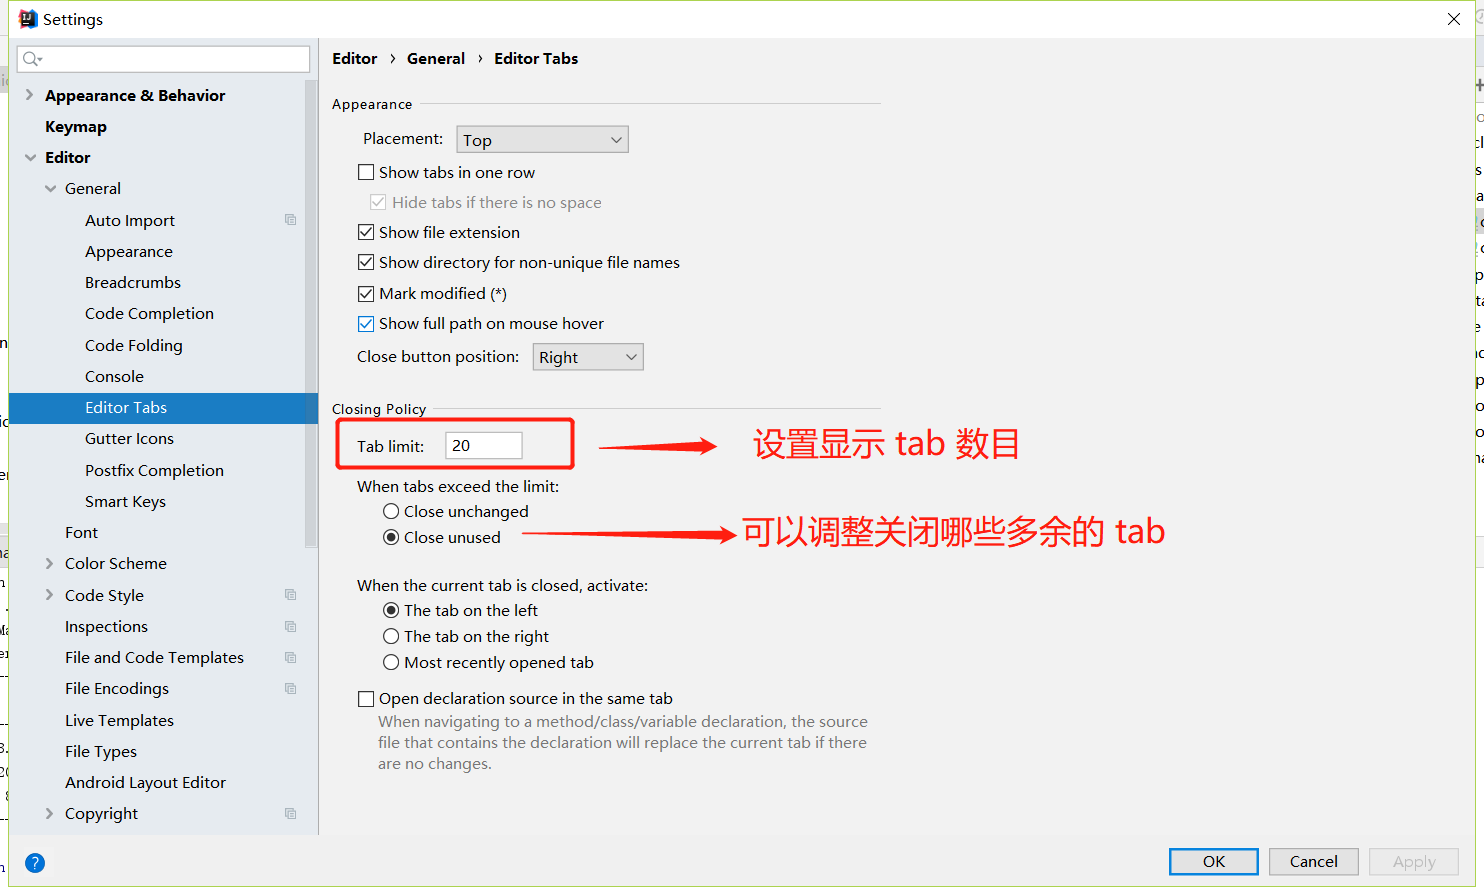 Settings
Editor › General › Editor Tabs
Appearance & Behavior
Keymap
Editor
General
Auto Import
Appearance
Breadcrumbs
Code Completion
Code Folding
Console
Editor Tabs
Gutter Icons
Postfix Completion
Smart Keys
Font
Color Scheme
Code Style
Inspections
File and Code Templates
File Encodings
Live Templates
File Types
Android Layout Editor
Copyright
Appearance
Placement: Top
Show tabs in one row
Hide tabs if there is no space
Show file extension
Show directory for non-unique file names
Mark modified (*)
Show full path on mouse hover
Close button position: Right
Closing Policy
Tab limit: 20
设置显示 tab 数目
When tabs exceed the limit:
Close unchanged
Close unused
可以调整关闭哪些多余的 tab
When the current tab is closed, activate:
The tab on the left
The tab on the right
Most recently opened tab
Open declaration source in the same tab
When navigating to a method/class/variable declaration, the source
file that contains the declaration will replace the current tab if there
are no changes.
?
OK Cancel Apply